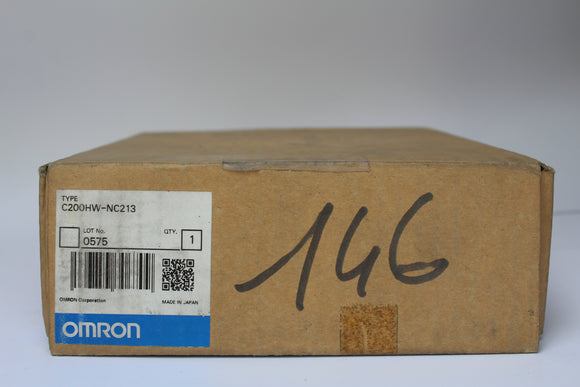 TYPE
C200HW-NC213
LOT No.
QTY.
0575
1
OMRON Corporation
MADE IN JAPAN
OMRON
146